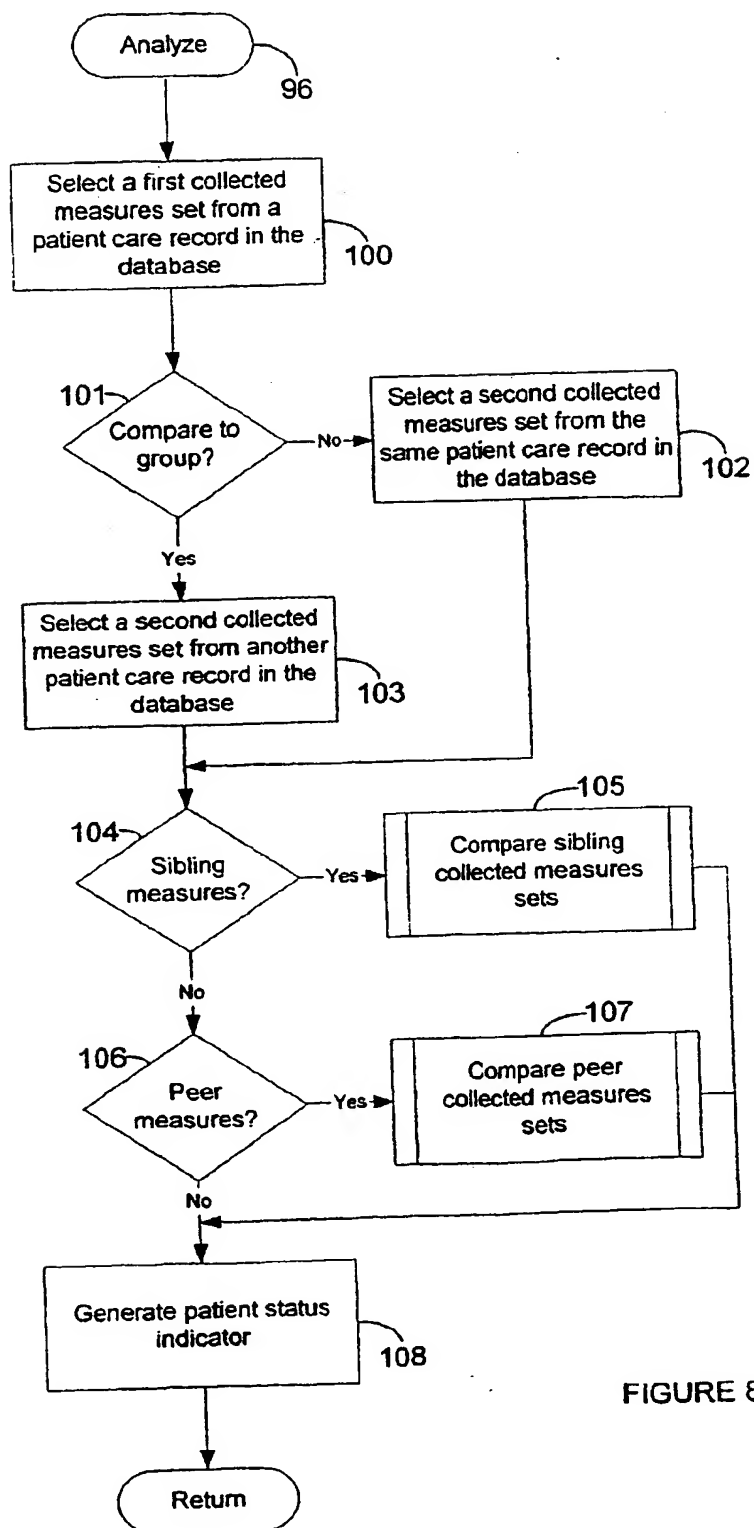 Analyze
96
Select a first collected
measures set from a
patient care record in the
database
100
101
Compare to
group?
No
Select a second collected
measures set from the
same patient care record in
the database
102
Yes
Select a second collected
measures set from another
patient care record in the
database
103
104
Sibling
measures?
Yes
105
Compare sibling
collected measures
sets
No
106
Peer
measures?
Yes
107
Compare peer
collected measures
sets
No
Generate patient status
indicator
108
FIGURE 8
Return